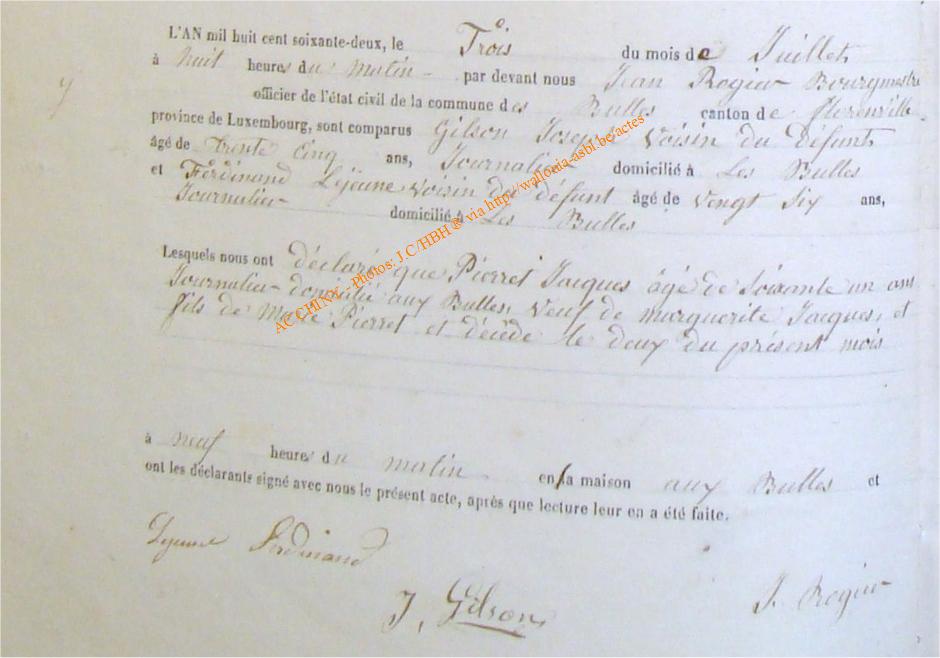 L'AN mil huit cent soixante-deux, le Trois du mois de Juillet
à huit heures du Matin par devant nous Jean Rogier Bourgmestre
officier de l'état civil de la commune des Bulles canton de florenville
province de Luxembourg, sont comparus Gilson Joseph Voisin du Défunt
âgé de trente Cinq ans, Journalier domicilié à Les Bulles
et Ferdinand Lejeune Voisin du défunt âgé de Vengt Six ans,
Journalier domicilié à Les Bulles
Lesquels nous ont déclaré que Pierret Jacques âgé de Soixante un ans
Journalier domicilié aux Bulles, Veuf de marguerite Jacques, et
fils de Pierret et décédé le deux du présent mois
à neuf heures du matin en la maison aux Bulles et
ont les déclarants signé avec nous le présent acte, après que lecture leur en a été faite.
Lejeune Ferdinand
J. Gilson
J. Rogier
ACCHINX - Photos: J.C/HBH ® via http://wallonia-asbl.be/actes